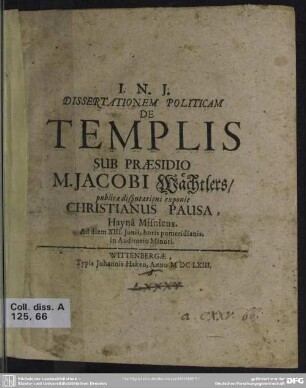 I. N. J.
DISSERTATIONEM POLITICAM
DE
TEMPLIS
SUB PRÆSIDIO
M. JACOBI Wächtlers/
publicæ disputationi exponit
CHRISTIANUS PAUSA,
Haynâ Misnicus.
Ad diem XIII. Junii, horis pomeridianis,
in Auditorio Minori.
WITTENBERGÆ,
Typis Johannis Haken, Anno M DC LXIII.
LXXXV
Coll. diss. A
125, 66